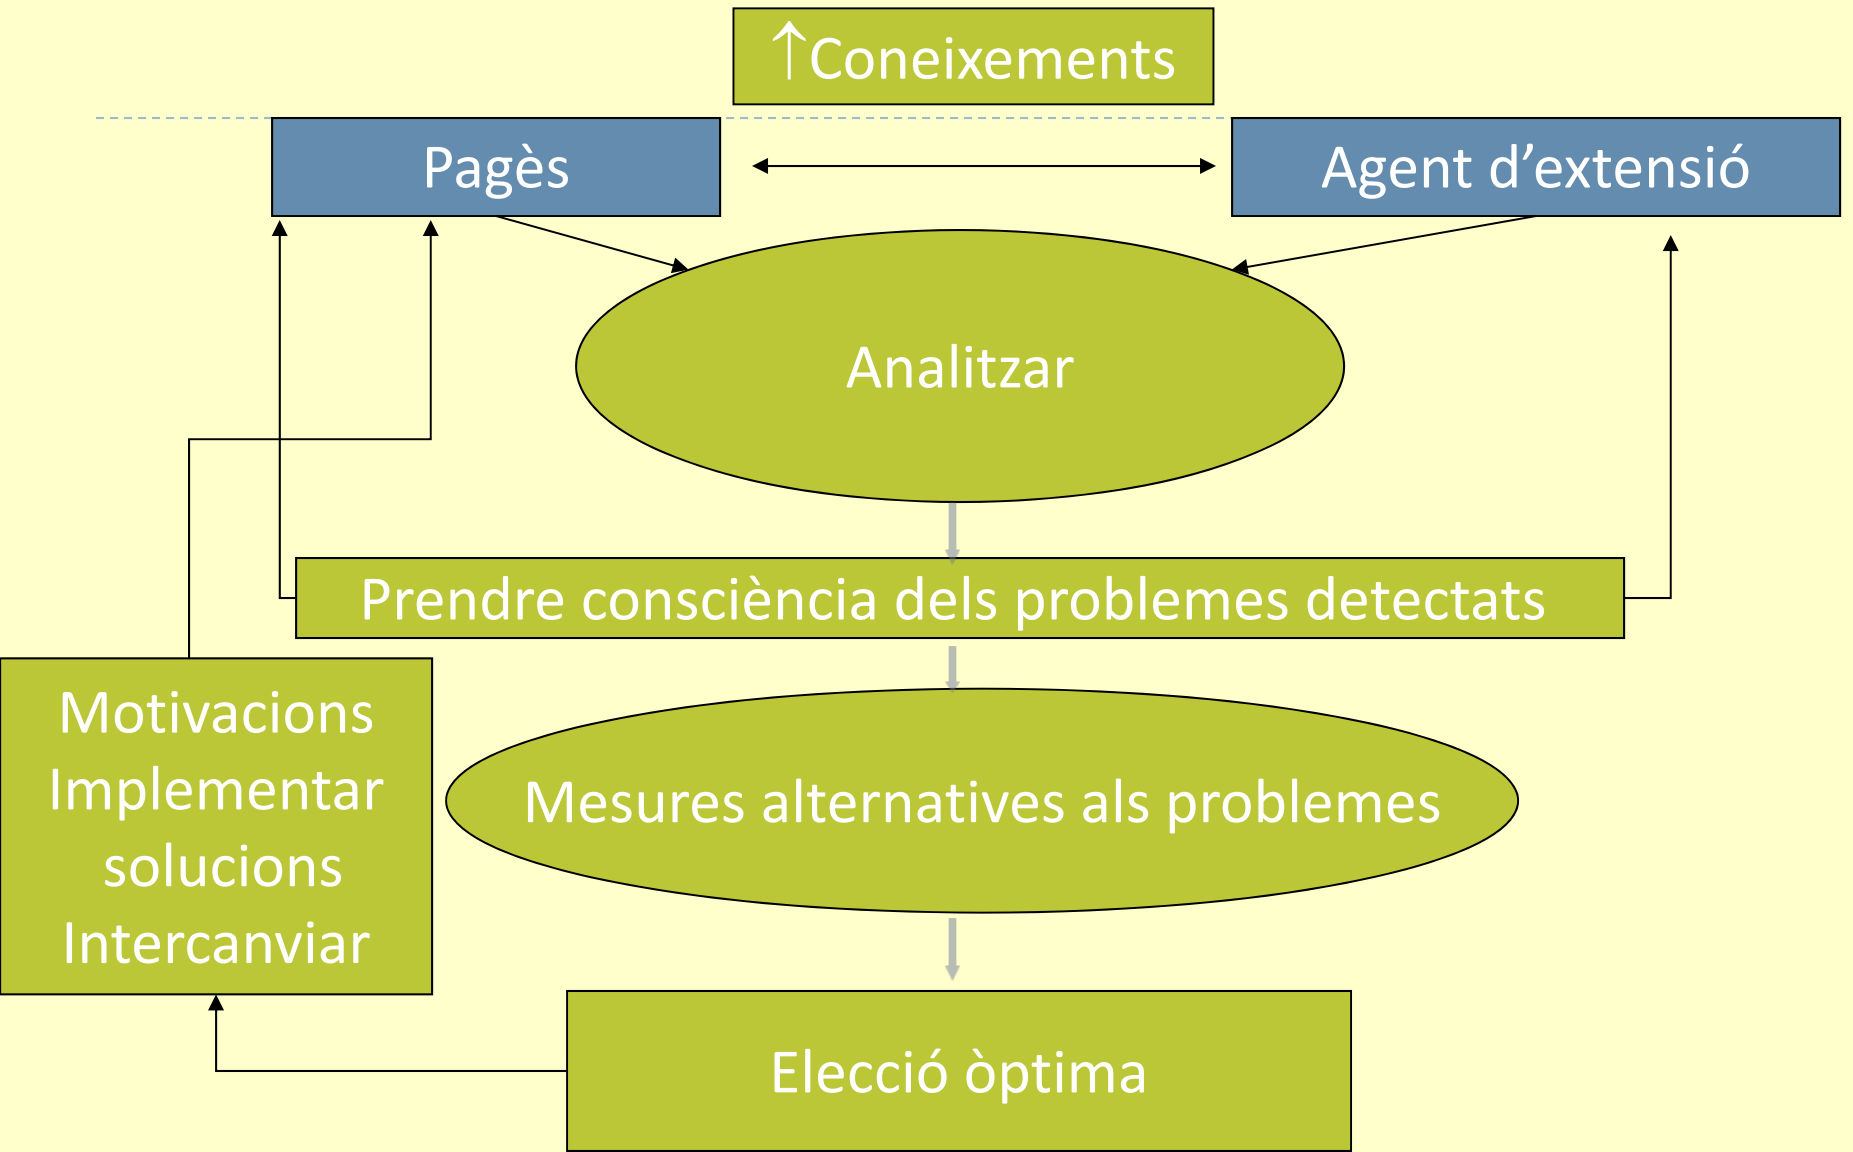 ↑Coneixements
Pagès
Agent d’extensió
Analitzar
Prendre consciència dels problemes detectats
Motivacions
Implementar
solucions
Intercanviar
Mesures alternatives als problemes
Elecció òptima